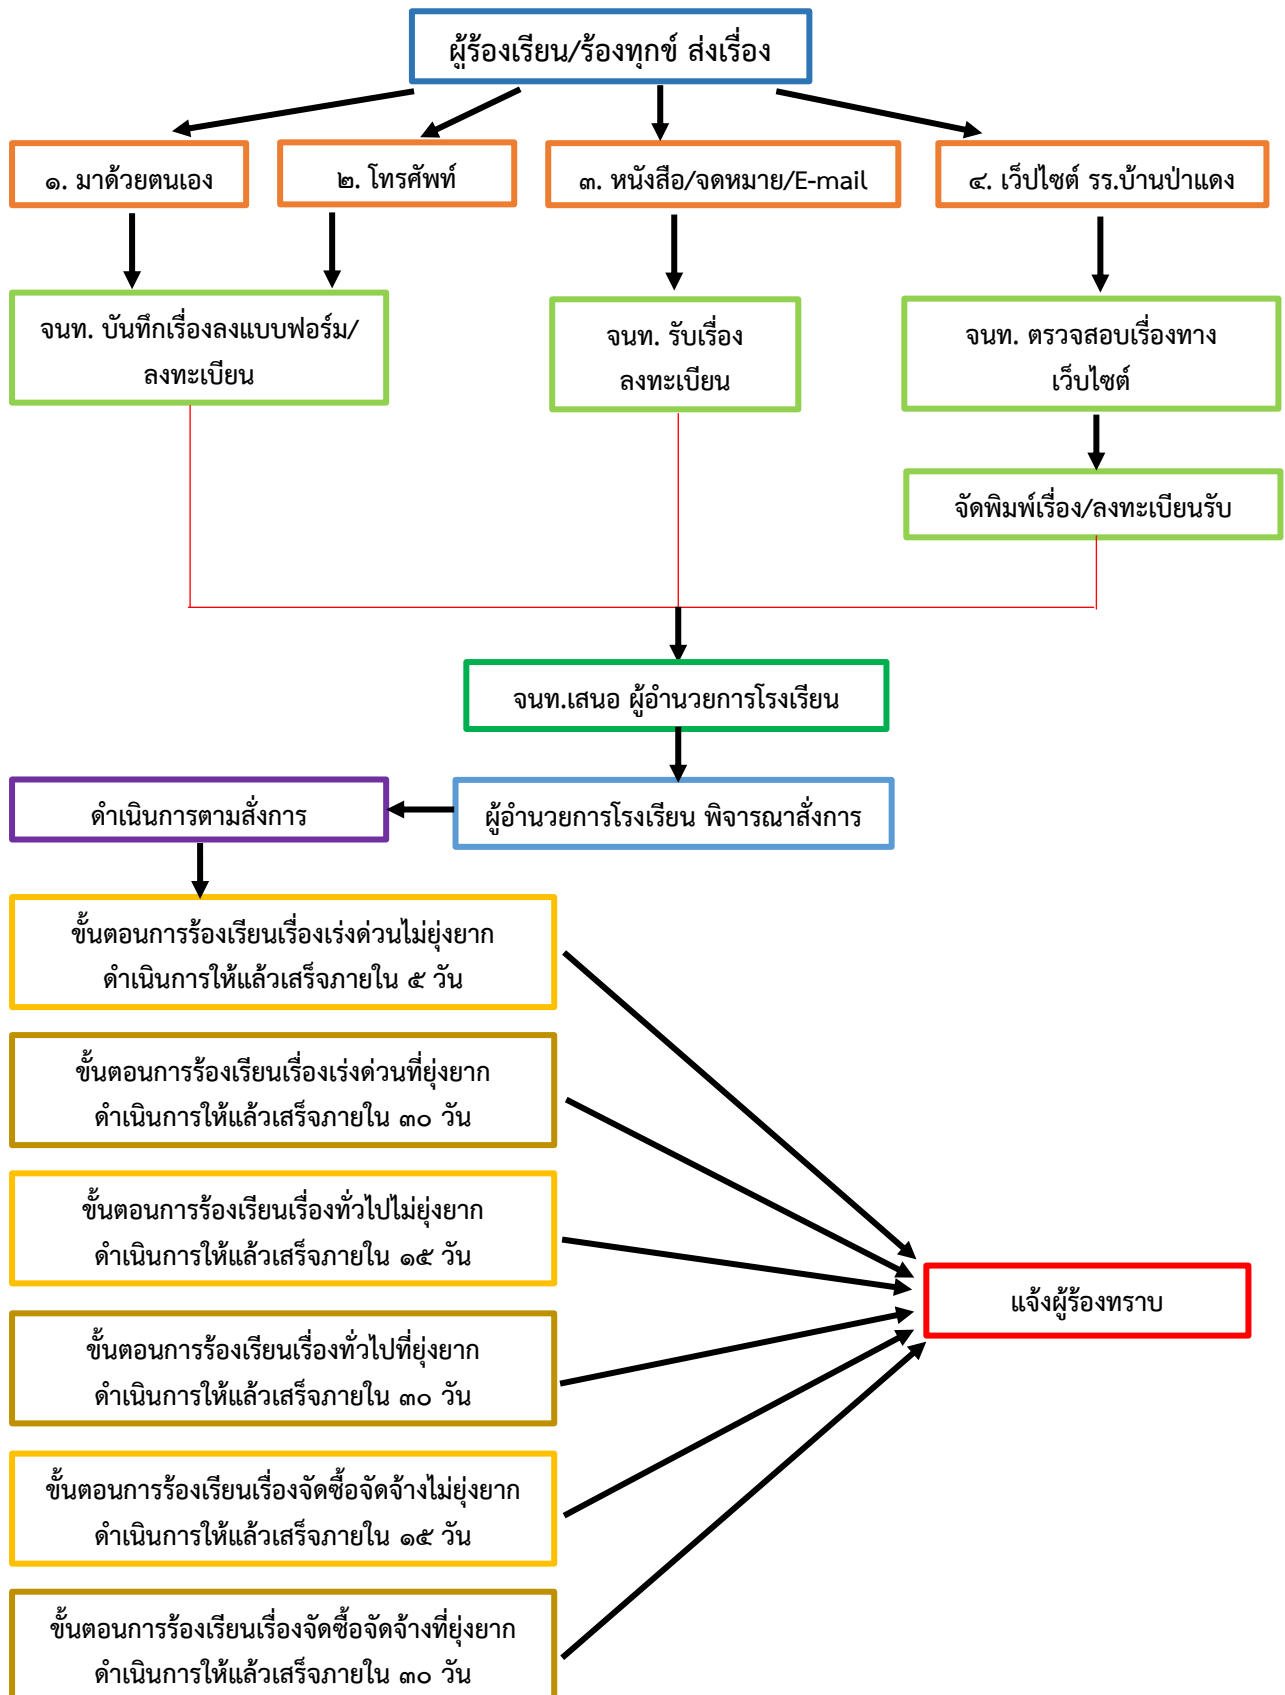 ผู้ร้องเรียน/ร้องทุกข์ ส่งเรื่อง
๑. มาด้วยตนเอง
๒. โทรศัพท์
๓. หนังสือ/จดหมาย/E-mail
๔. เว็ปไซต์ รร.บ้านป่าแดง
จนท. บันทึกเรื่องลงแบบฟอร์ม/
ลงทะเบียน
จนท. รับเรื่อง
ลงทะเบียน
จนท. ตรวจสอบเรื่องทาง
เว็บไซต์
จัดพิมพ์เรื่อง/ลงทะเบียนรับ
จนท.เสนอ ผู้อำนวยการโรงเรียน
ดำเนินการตามสั่งการ
ผู้อำนวยการโรงเรียน พิจารณาสั่งการ
ขั้นตอนการร้องเรียนเรื่องเร่งด่วนไม่ยุ่งยาก
ดำเนินการให้แล้วเสร็จภายใน ๕ วัน
ขั้นตอนการร้องเรียนเรื่องเร่งด่วนที่ยุ่งยาก
ดำเนินการให้แล้วเสร็จภายใน ๓๐ วัน
ขั้นตอนการร้องเรียนเรื่องทั่วไปไม่ยุ่งยาก
ดำเนินการให้แล้วเสร็จภายใน ๑๕ วัน
แจ้งผู้ร้องทราบ
ขั้นตอนการร้องเรียนเรื่องทั่วไปที่ยุ่งยาก
ดำเนินการให้แล้วเสร็จภายใน ๓๐ วัน
ขั้นตอนการร้องเรียนเรื่องจัดซื้อจัดจ้างไม่ยุ่งยาก
ดำเนินการให้แล้วเสร็จภายใน ๑๕ วัน
ขั้นตอนการร้องเรียนเรื่องจัดซื้อจัดจ้างที่ยุ่งยาก
ดำเนินการให้แล้วเสร็จภายใน ๓๐ วัน